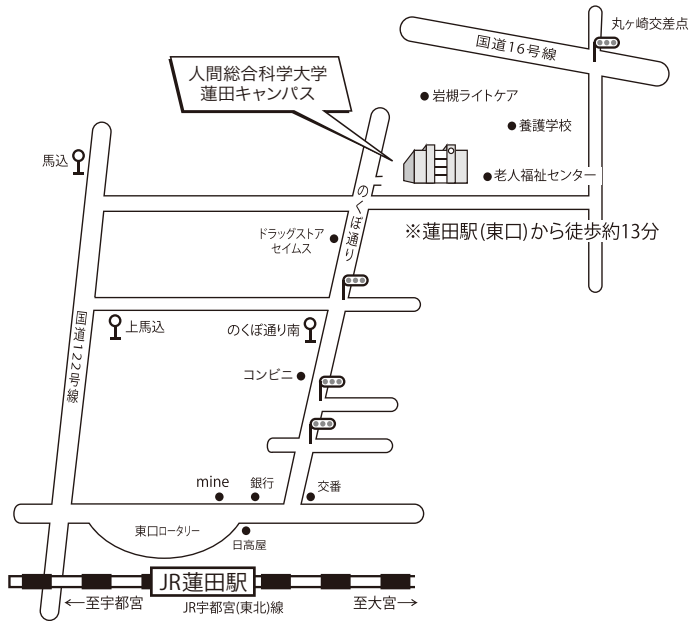 丸ヶ崎交差点
国道16号線
人間総合科学大学
蓮田キャンパス
岩槻ライトケア
養護学校
馬込
老人福祉センター
のくぼ通り
※蓮田駅(東口)から徒歩約13分
ドラッグストア
セイムス
国道122号線
上馬込
のくぼ通り南
コンビニ
mine
銀行
交番
東口ロータリー
日高屋
JR蓮田駅
←至宇都宮
JR宇都宮(東北)線
至大宮→